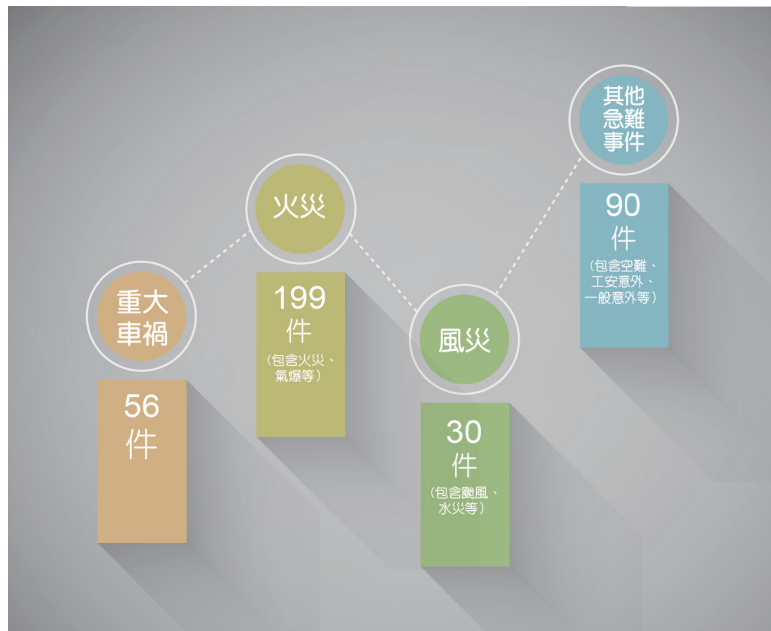 重大
車禍
56
件
火災
199
件
(包含火災、
氣爆等)
風災
30
件
(包含颱風、
水災等)
其他
急難
事件
90
件
(包含空難、
工安意外、
一般意外等)